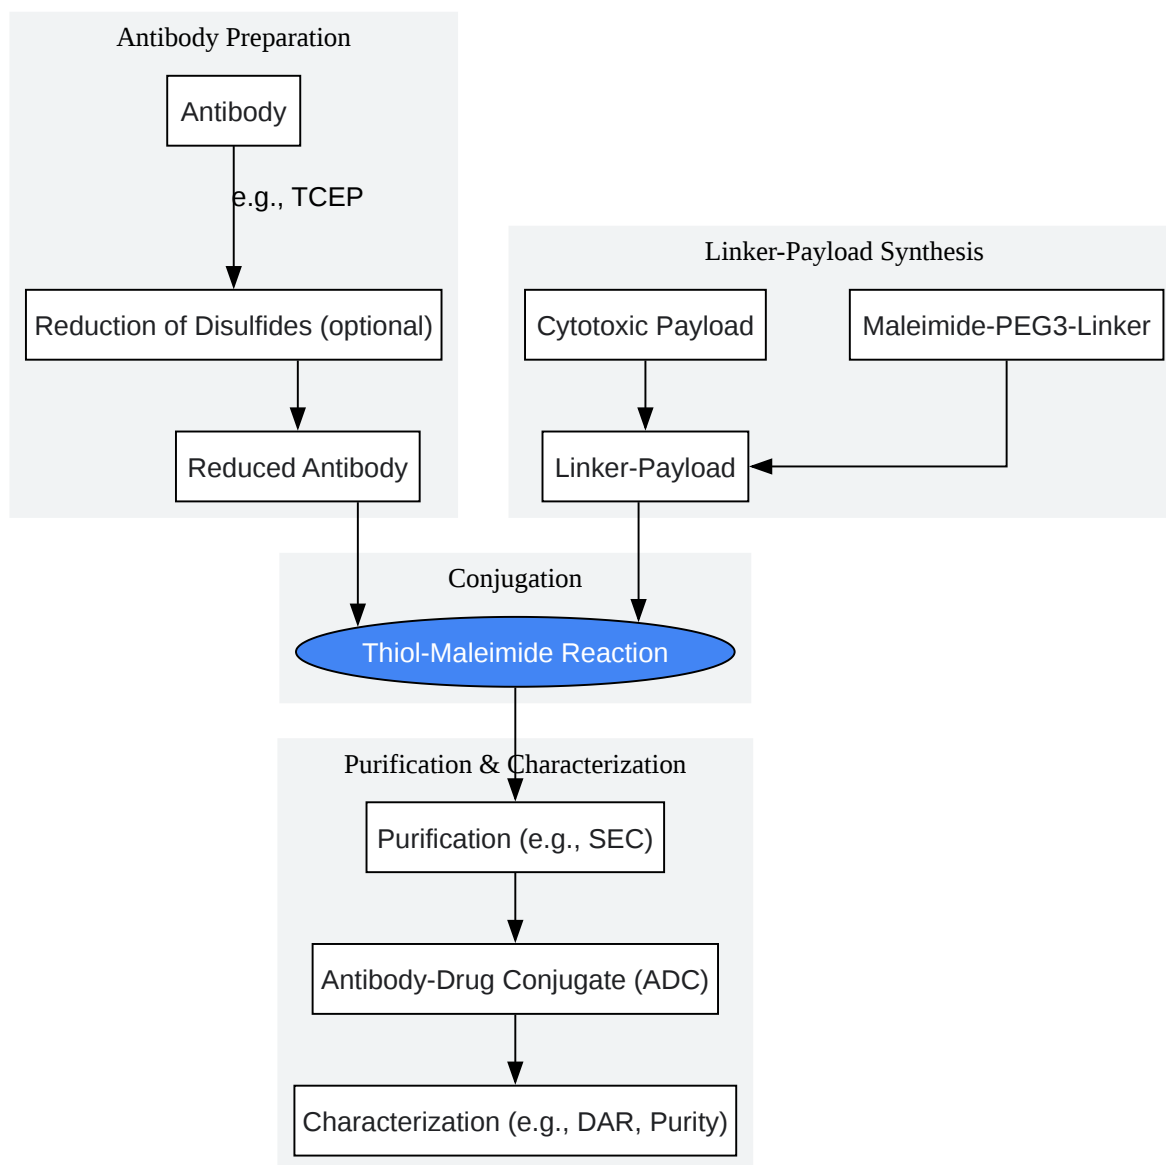 Antibody Preparation
Antibody
e.g., TCEP
Reduction of Disulfides (optional)
Reduced Antibody
Linker-Payload Synthesis
Cytotoxic Payload
Maleimide-PEG3-Linker
Linker-Payload
Conjugation
Thiol-Maleimide Reaction
Purification & Characterization
Purification (e.g., SEC)
Antibody-Drug Conjugate (ADC)
Characterization (e.g., DAR, Purity)